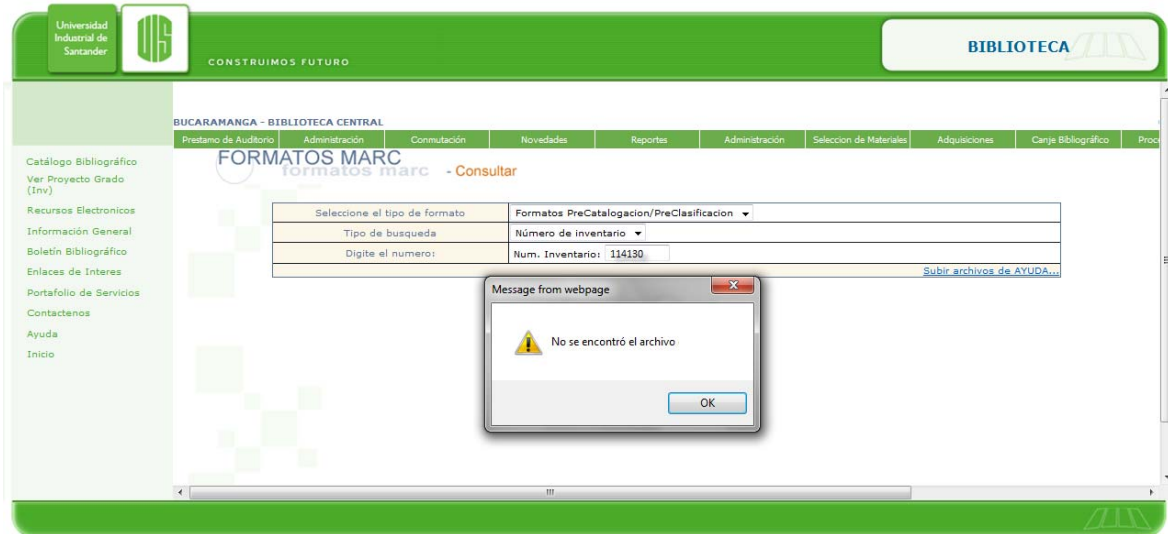 Universidad
Industrial de
Santander
UIS
CONSTRUIMOS FUTURO
BIBLIOTECA
BUCARAMANGA - BIBLIOTECA CENTRAL
Prestamo de Auditorio Administración Conmutación Novedades Reportes Administración Seleccion de Materiales Adquisiciones Canje Bibliográfico Proc
FORMATOS MARC
formatos marc - Consultar
Catálogo Bibliográfico
Ver Proyecto Grado
(Inv)
Recursos Electronicos
Información General
Boletín Bibliográfico
Enlaces de Interes
Portafolio de Servicios
Contactenos
Ayuda
Inicio
Seleccione el tipo de formato Formatos PreCatalogacion/PreClasificacion
Tipo de busqueda Número de inventario
Digite el numero: Num. Inventario: 114130
Subir archivos de AYUDA...
Message from webpage
No se encontró el archivo
OK